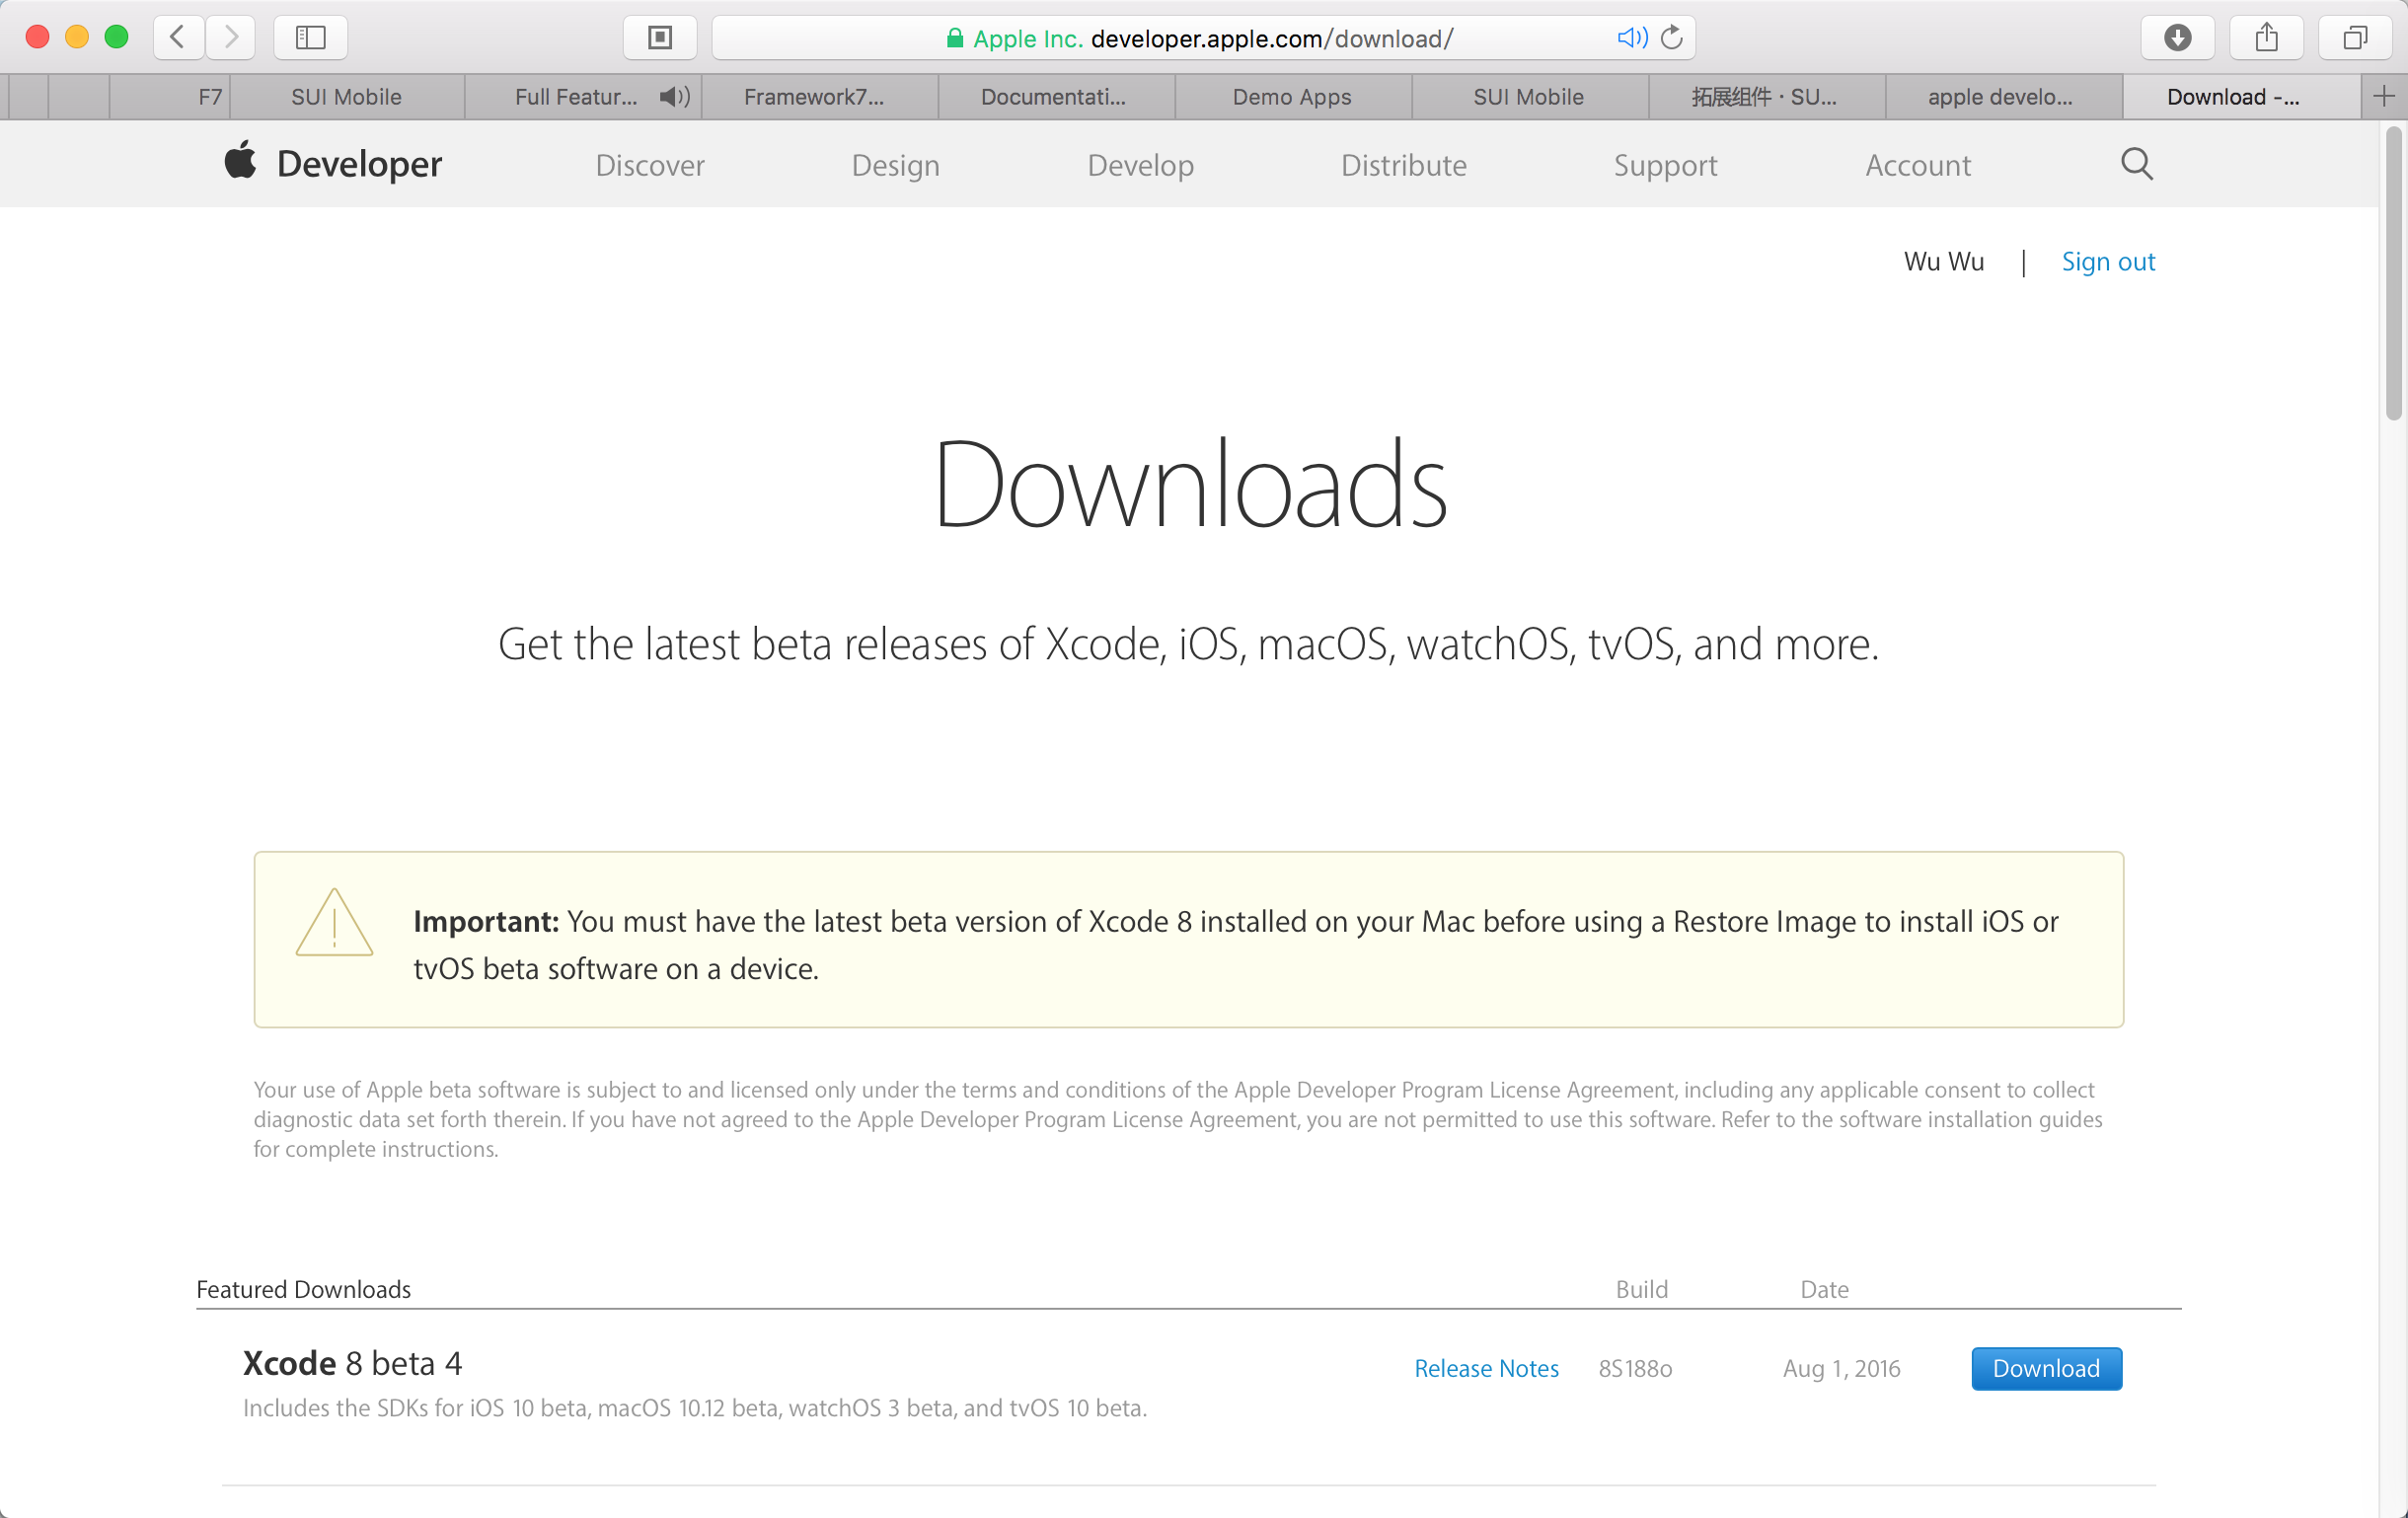 Apple Inc. developer.apple.com/download/
F7 SUI Mobile Full Featur... Framework7... Documentati... Demo Apps SUI Mobile 拓展组件 · SU... apple develo... Download -...
Developer Discover Design Develop Distribute Support Account
Wu Wu | Sign out
Downloads
Get the latest beta releases of Xcode, iOS, macOS, watchOS, tvOS, and more.
Important: You must have the latest beta version of Xcode 8 installed on your Mac before using a Restore Image to install iOS or
tvOS beta software on a device.
Your use of Apple beta software is subject to and licensed only under the terms and conditions of the Apple Developer Program License Agreement, including any applicable consent to collect
diagnostic data set forth therein. If you have not agreed to the Apple Developer Program License Agreement, you are not permitted to use this software. Refer to the software installation guides
for complete instructions.
Featured Downloads Build Date
Xcode 8 beta 4 Release Notes 8S188o Aug 1, 2016 Download
Includes the SDKs for iOS 10 beta, macOS 10.12 beta, watchOS 3 beta, and tvOS 10 beta.